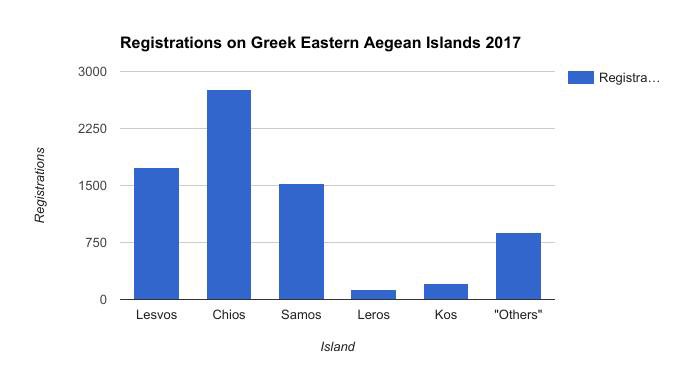 Registrations on Greek Eastern Aegean Islands 2017
3000
Registra…
2250
1500
750
0
Registrations
Lesvos Chios Samos Leros Kos "Others"
Island